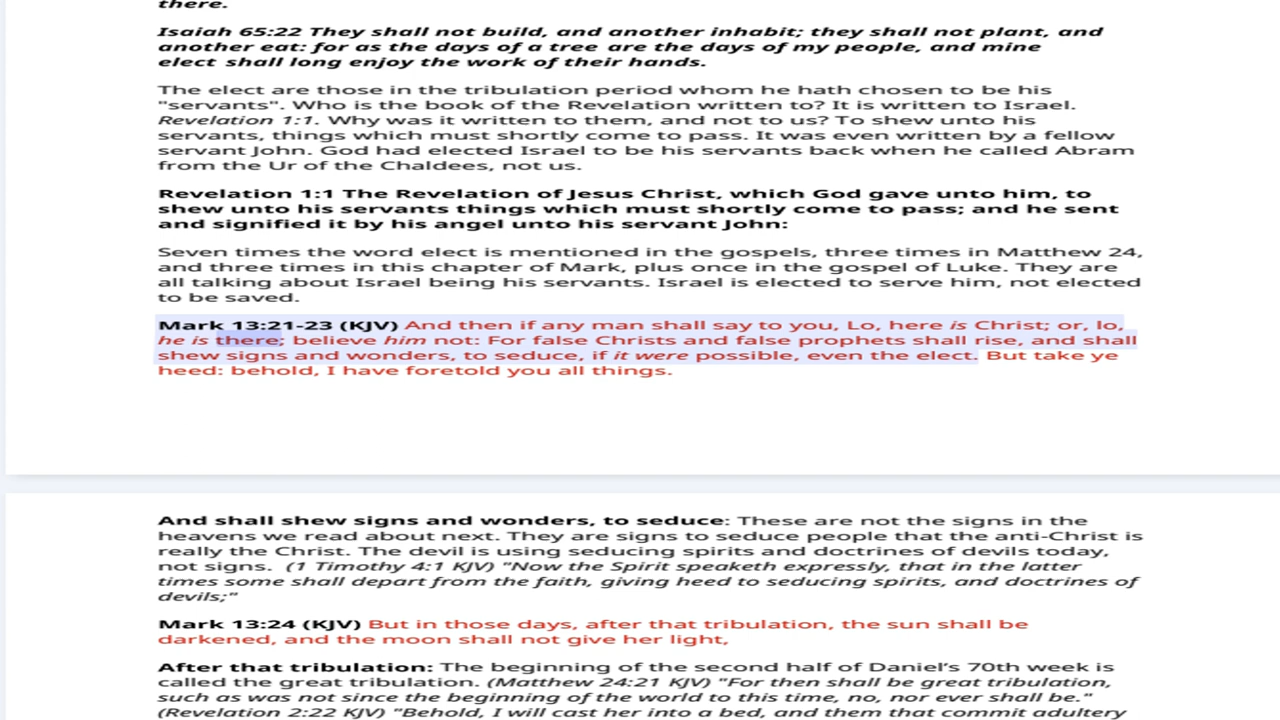 there.
Isaiah 65:22 They shall not build, and another inhabit; they shall not plant, and
another eat: for as the days of a tree are the days of my people, and mine
elect shall long enjoy the work of their hands.
The elect are those in the tribulation period whom he hath chosen to be his
"servants". Who is the book of the Revelation written to? It is written to Israel.
Revelation 1:1. Why was it written to them, and not to us? To shew unto his
servants, things which must shortly come to pass. It was even written by a fellow
servant John. God had elected Israel to be his servants back when he called Abram
from the Ur of the Chaldees, not us.
Revelation 1:1 The Revelation of Jesus Christ, which God gave unto him, to
shew unto his servants things which must shortly come to pass; and he sent
and signified it by his angel unto his servant John:
Seven times the word elect is mentioned in the gospels, three times in Matthew 24,
and three times in this chapter of Mark, plus once in the gospel of Luke. They are
all talking about Israel being his servants. Israel is elected to serve him, not elected
to be saved.
Mark 13:21-23 (KJV) And then if any man shall say to you, Lo, here is Christ; or, lo,
he is there; believe him not: For false Christs and false prophets shall rise, and shall
shew signs and wonders, to seduce, if it were possible, even the elect. But take ye
heed: behold, I have foretold you all things.
And shall shew signs and wonders, to seduce: These are not the signs in the
heavens we read about next. They are signs to seduce people that the anti-Christ is
really the Christ. The devil is using seducing spirits and doctrines of devils today,
not signs. (1 Timothy 4:1 KJV) "Now the Spirit speaketh expressly, that in the latter
times some shall depart from the faith, giving heed to seducing spirits, and doctrines of
devils;"
Mark 13:24 (KJV) But in those days, after that tribulation, the sun shall be
darkened, and the moon shall not give her light,
After that tribulation: The beginning of the second half of Daniel's 70th week is
called the great tribulation. (Matthew 24:21 KJV) "For then shall be great tribulation,
such as was not since the beginning of the world to this time, no, nor ever shall be."
(Revelation 2:22 KJV) "Behold, I will cast her into a bed, and them that commit adultery